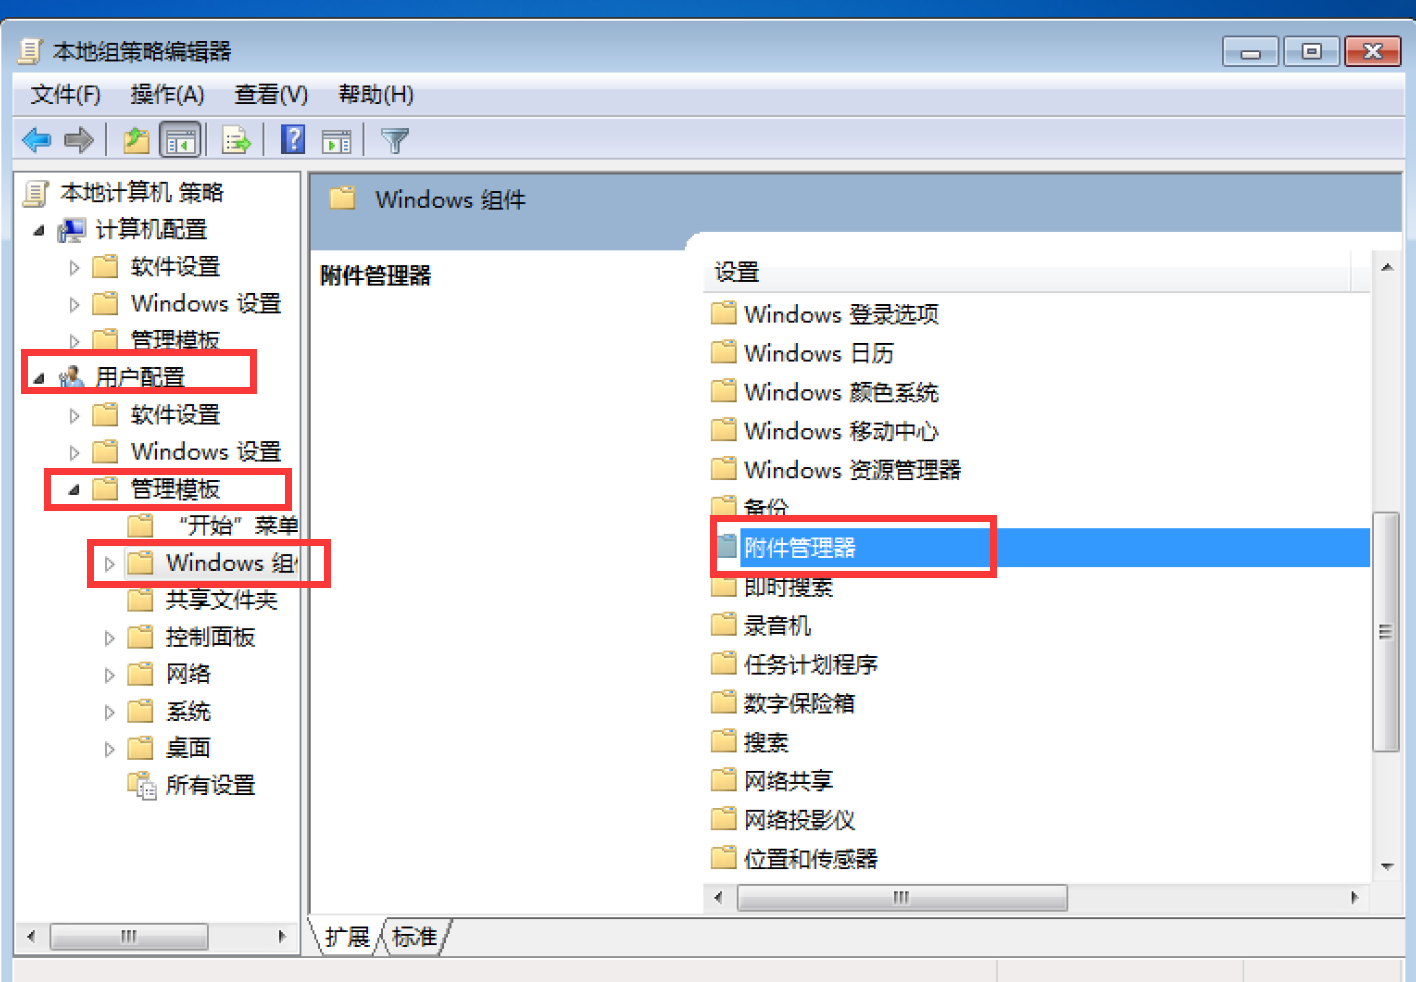 本地组策略编辑器
文件(F) 操作(A) 查看(V) 帮助(H)
本地计算机 策略
计算机配置
软件设置
Windows 设置
管理模板
用户配置
软件设置
Windows 设置
管理模板
“开始”菜单
Windows 组
共享文件夹
控制面板
网络
系统
桌面
所有设置
Windows 组件
附件管理器
设置
Windows 登录选项
Windows 日历
Windows 颜色系统
Windows 移动中心
Windows 资源管理器
备份
附件管理器
即时搜索
录音机
任务计划程序
数字保险箱
搜索
网络共享
网络投影仪
位置和传感器
扩展 标准